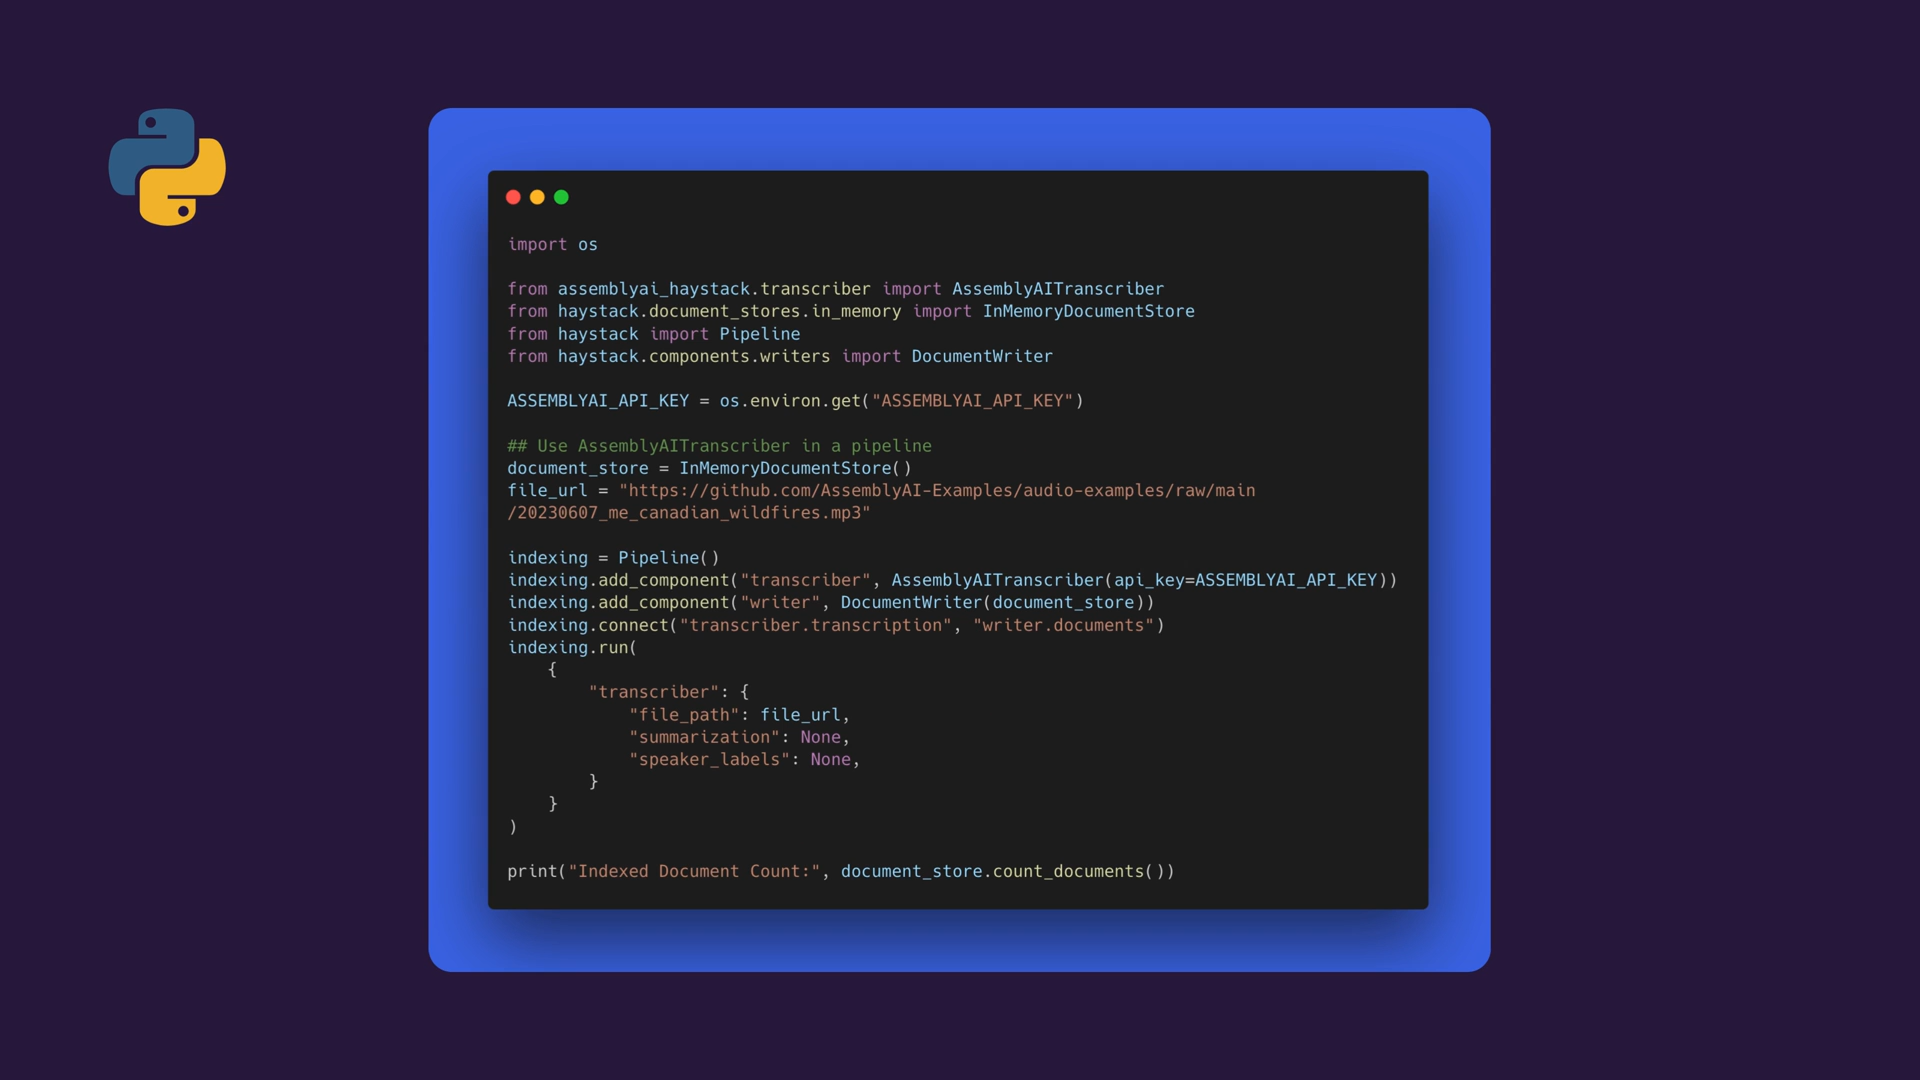 import os

from assemblyai_haystack.transcriber import AssemblyAITranscriber
from haystack.document_stores.in_memory import InMemoryDocumentStore
from haystack import Pipeline
from haystack.components.writers import DocumentWriter

ASSEMBLYAI_API_KEY = os.environ.get("ASSEMBLYAI_API_KEY")

## Use AssemblyAITranscriber in a pipeline
document_store = InMemoryDocumentStore()
file_url = "https://github.com/AssemblyAI-Examples/audio-examples/raw/main
/20230607_me_canadian_wildfires.mp3"

indexing = Pipeline()
indexing.add_component("transcriber", AssemblyAITranscriber(api_key=ASSEMBLYAI_API_KEY))
indexing.add_component("writer", DocumentWriter(document_store))
indexing.connect("transcriber.transcription", "writer.documents")
indexing.run(
    {
        "transcriber": {
            "file_path": file_url,
            "summarization": None,
            "speaker_labels": None,
        }
    }
)

print("Indexed Document Count:", document_store.count_documents())